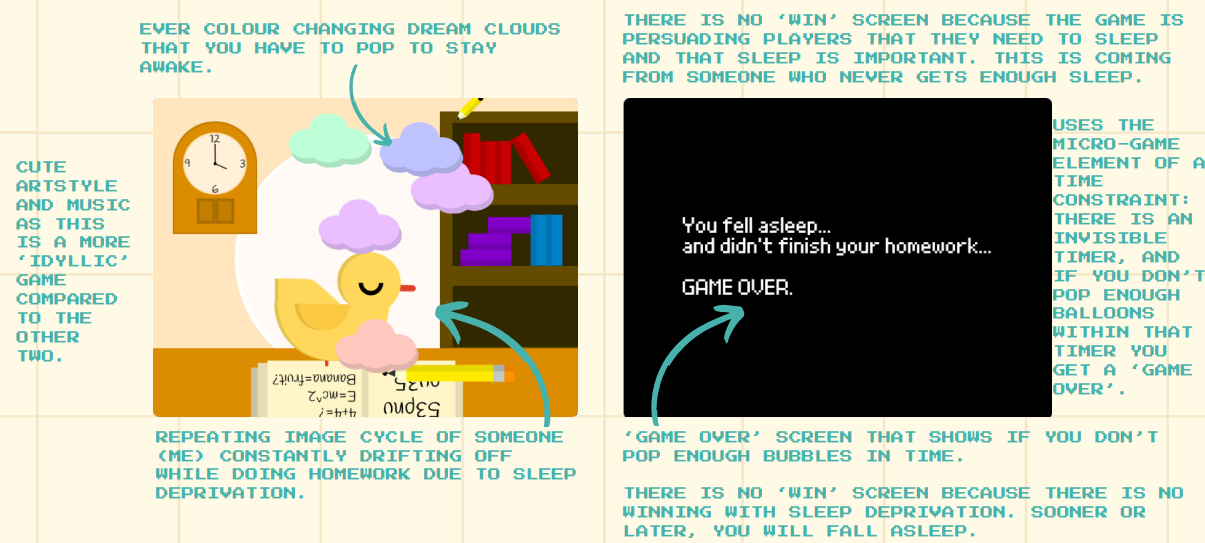 EVER COLOUR CHANGING DREAM CLOUDS
THAT YOU HAVE TO POP TO STAY
AWAKE.
CUTE
ARTSTYLE
AND MUSIC
AS THIS
IS A MORE
‘IDYLLIC’
GAME
COMPARED
TO THE
OTHER
TWO.
12
9
3
6
Banana=fruit?
E=mc^2
4+4=?
nu35
53pno
REPEATING IMAGE CYCLE OF SOMEONE
(ME) CONSTANTLY DRIFTING OFF
WHILE DOING HOMEWORK DUE TO SLEEP
DEPRIVATION.
THERE IS NO ‘WIN’ SCREEN BECAUSE THE GAME IS
PERSUADING PLAYERS THAT THEY NEED TO SLEEP
AND THAT SLEEP IS IMPORTANT. THIS IS COMING
FROM SOMEONE WHO NEVER GETS ENOUGH SLEEP.
You fell asleep...
and didn't finish your homework...
GAME OVER.
USES THE
MICRO-GAME
ELEMENT OF A
TIME
CONSTRAINT:
THERE IS AN
INVISIBLE
TIMER, AND
IF YOU DON’T
POP ENOUGH
BALLOONS
WITHIN THAT
TIMER YOU
GET A ‘GAME
OVER’.
‘GAME OVER’ SCREEN THAT SHOWS IF YOU DON’T
POP ENOUGH BUBBLES IN TIME.
THERE IS NO ‘WIN’ SCREEN BECAUSE THERE IS NO
WINNING WITH SLEEP DEPRIVATION. SOONER OR
LATER, YOU WILL FALL ASLEEP.